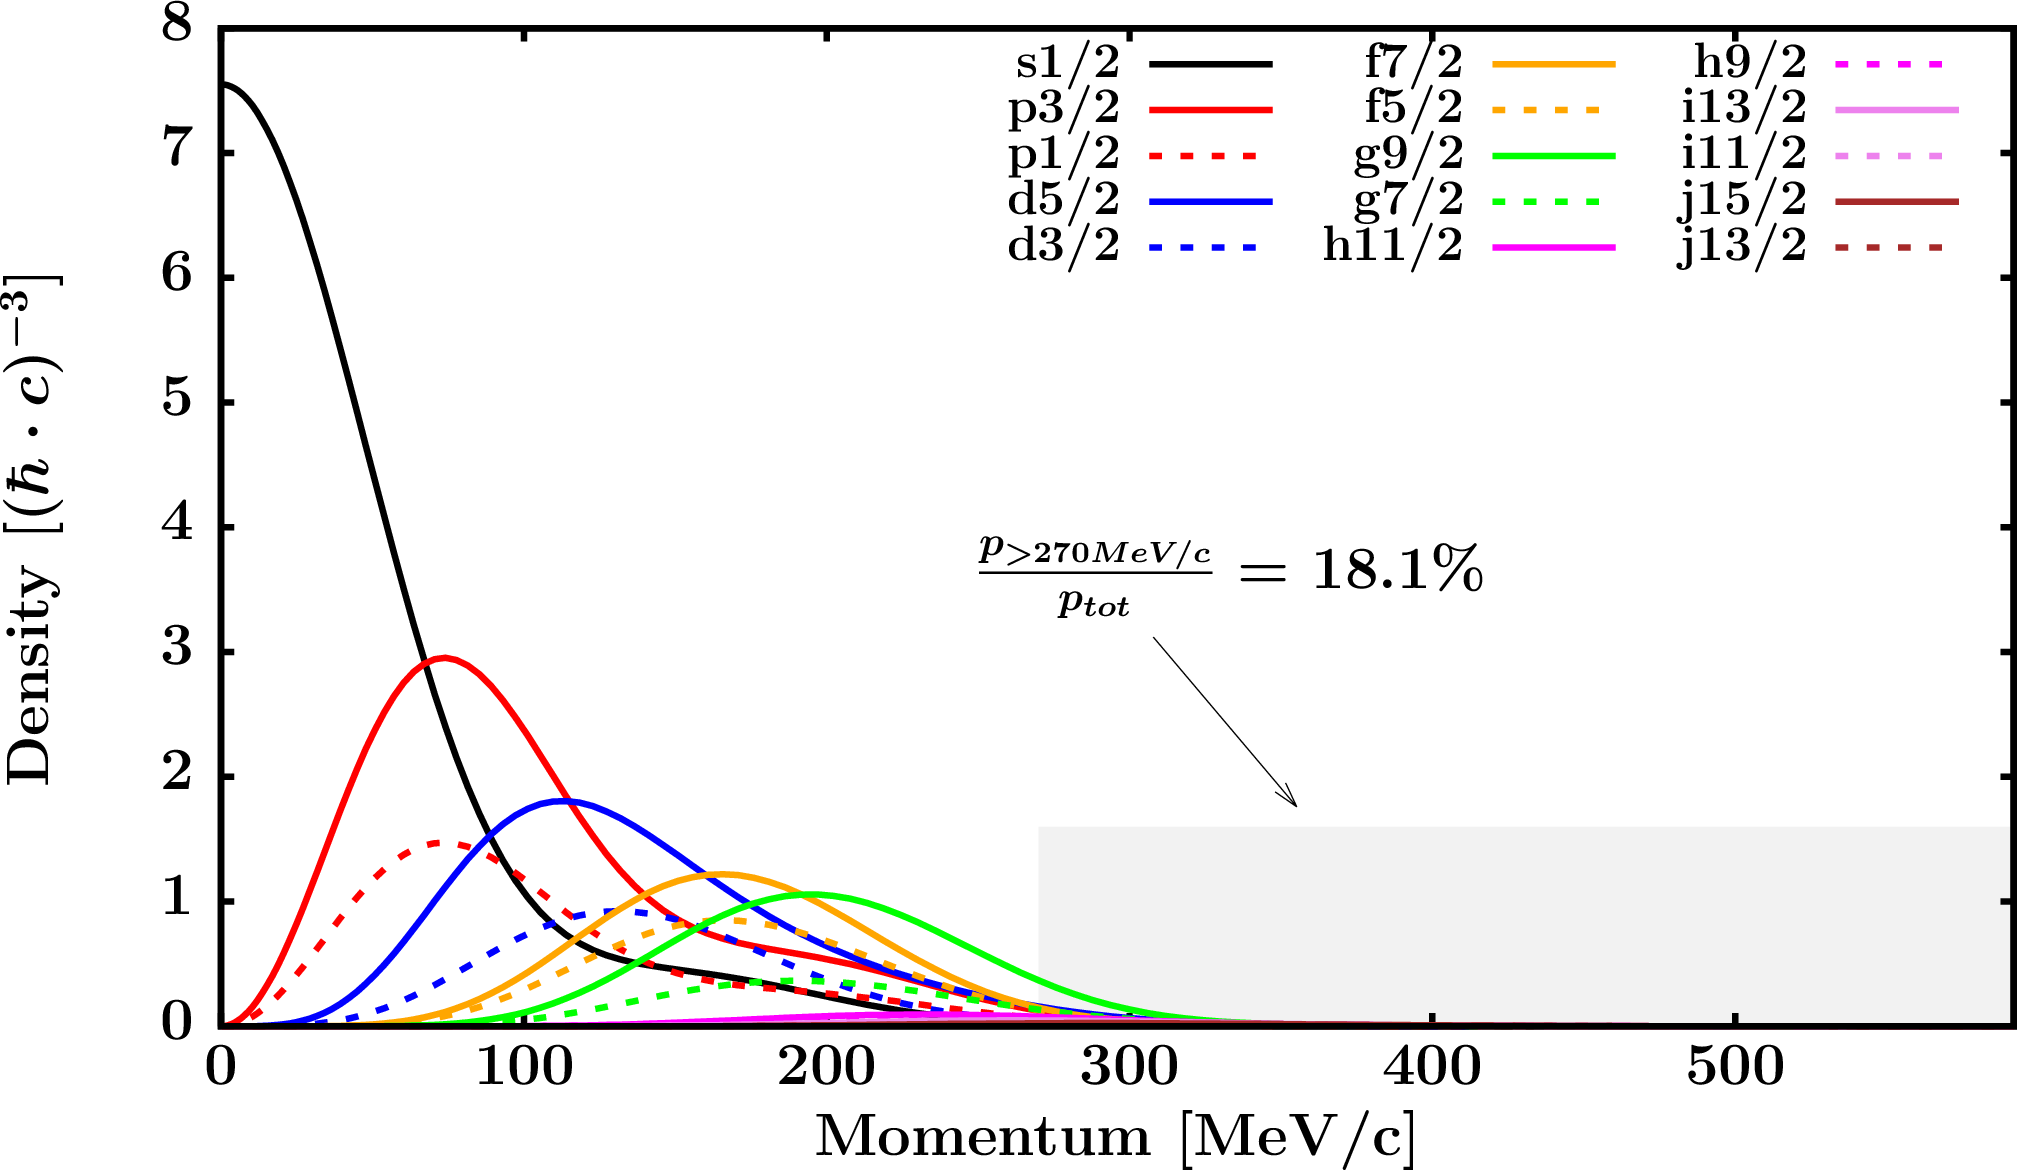 8
7
6
5
4
3
2
1
0
Density [(ħ · c)⁻³]
s1/2
p3/2
p1/2
d5/2
d3/2
f7/2
f5/2
g9/2
g7/2
h11/2
h9/2
i13/2
i11/2
j15/2
j13/2
p>270MeV/c
ptot
= 18.1%
0 100 200 300 400 500
Momentum [MeV/c]